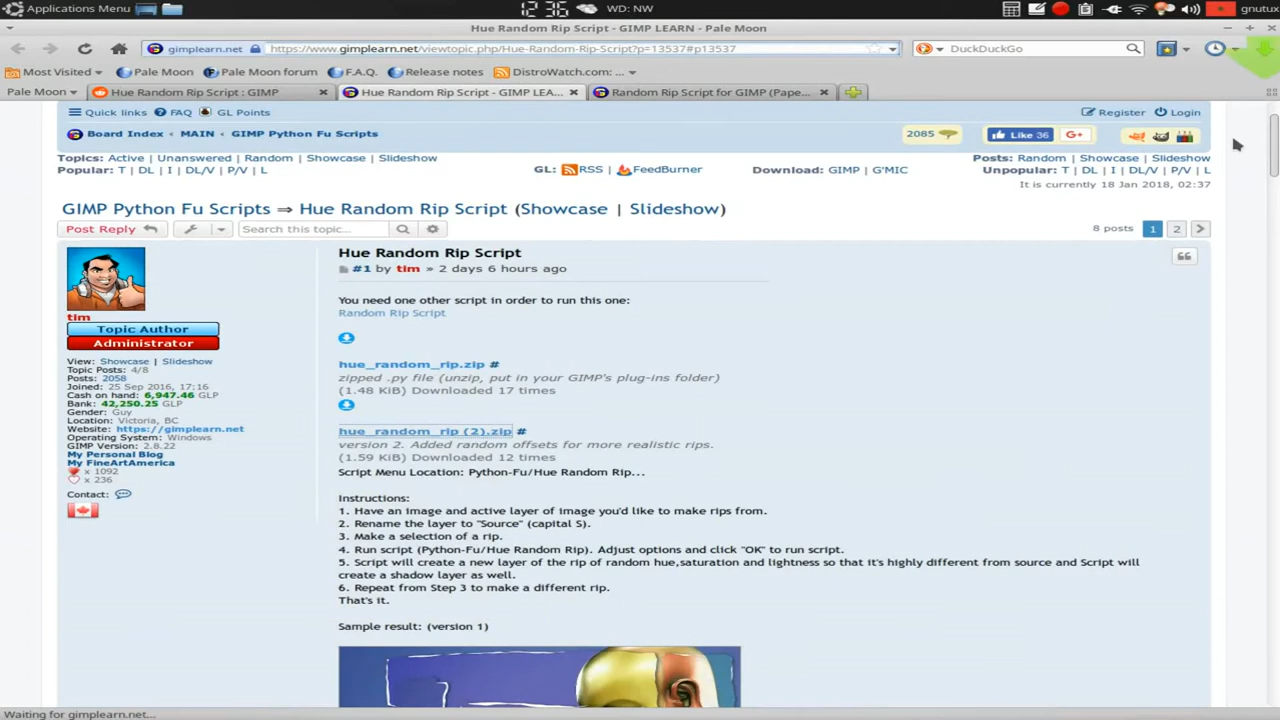 Applications Menu
12 36
WD: NW
gnutux
Hue Random Rip Script - GIMP LEARN - Pale Moon
gimplearn.net
https://www.gimplearn.net/viewtopic.php/Hue-Random-Rip-Script?p=13537#p13537
DuckDuckGo
Most Visited
Pale Moon
Pale Moon forum
F.A.Q.
Release notes
DistroWatch.com: ...
Pale Moon
Hue Random Rip Script : GIMP
Hue Random Rip Script - GIMP LEA...
Random Rip Script for GIMP (Pape...
Quick links
FAQ
GL Points
Register
Login
Board Index ‹ MAIN ‹ GIMP Python Fu Scripts
2085
Like 36
G+
Topics: Active | Unanswered | Random | Showcase | Slideshow
Popular: T | DL | I | DL/V | P/V | L
GL: RSS | FeedBurner
Download: GIMP | G'MIC
Posts: Random | Showcase | Slideshow
Unpopular: T | DL | I | DL/V | P/V | L
It is currently 18 Jan 2018, 02:37
GIMP Python Fu Scripts ⇒ Hue Random Rip Script (Showcase | Slideshow)
Post Reply
Search this topic...
8 posts
1
2
Hue Random Rip Script
#1 by tim » 2 days 6 hours ago
You need one other script in order to run this one:
Random Rip Script
hue_random_rip.zip #
zipped .py file (unzip, put in your GIMP's plug-ins folder)
(1.48 KiB) Downloaded 17 times
hue_random_rip (2).zip #
version 2. Added random offsets for more realistic rips.
(1.59 KiB) Downloaded 12 times
Script Menu Location: Python-Fu/Hue Random Rip...
Instructions:
1. Have an image and active layer of image you'd like to make rips from.
2. Rename the layer to "Source" (capital S).
3. Make a selection of a rip.
4. Run script (Python-Fu/Hue Random Rip). Adjust options and click "OK" to run script.
5. Script will create a new layer of the rip of random hue,saturation and lightness so that it's highly different from source and Script will
create a shadow layer as well.
6. Repeat from Step 3 to make a different rip.
That's it.
Sample result: (version 1)
tim
Topic Author
Administrator
View: Showcase | Slideshow
Topic Posts: 4/8
Posts: 2058
Joined: 25 Sep 2016, 17:16
Cash on hand: 6,947.46 GLP
Bank: 42,250.25 GLP
Gender: Guy
Location: Victoria, BC
Website: https://gimplearn.net
Operating System: Windows
GIMP Version: 2.8.22
My Personal Blog
My FineArtAmerica
x 1092
x 236
Contact:
Waiting for gimplearn.net...